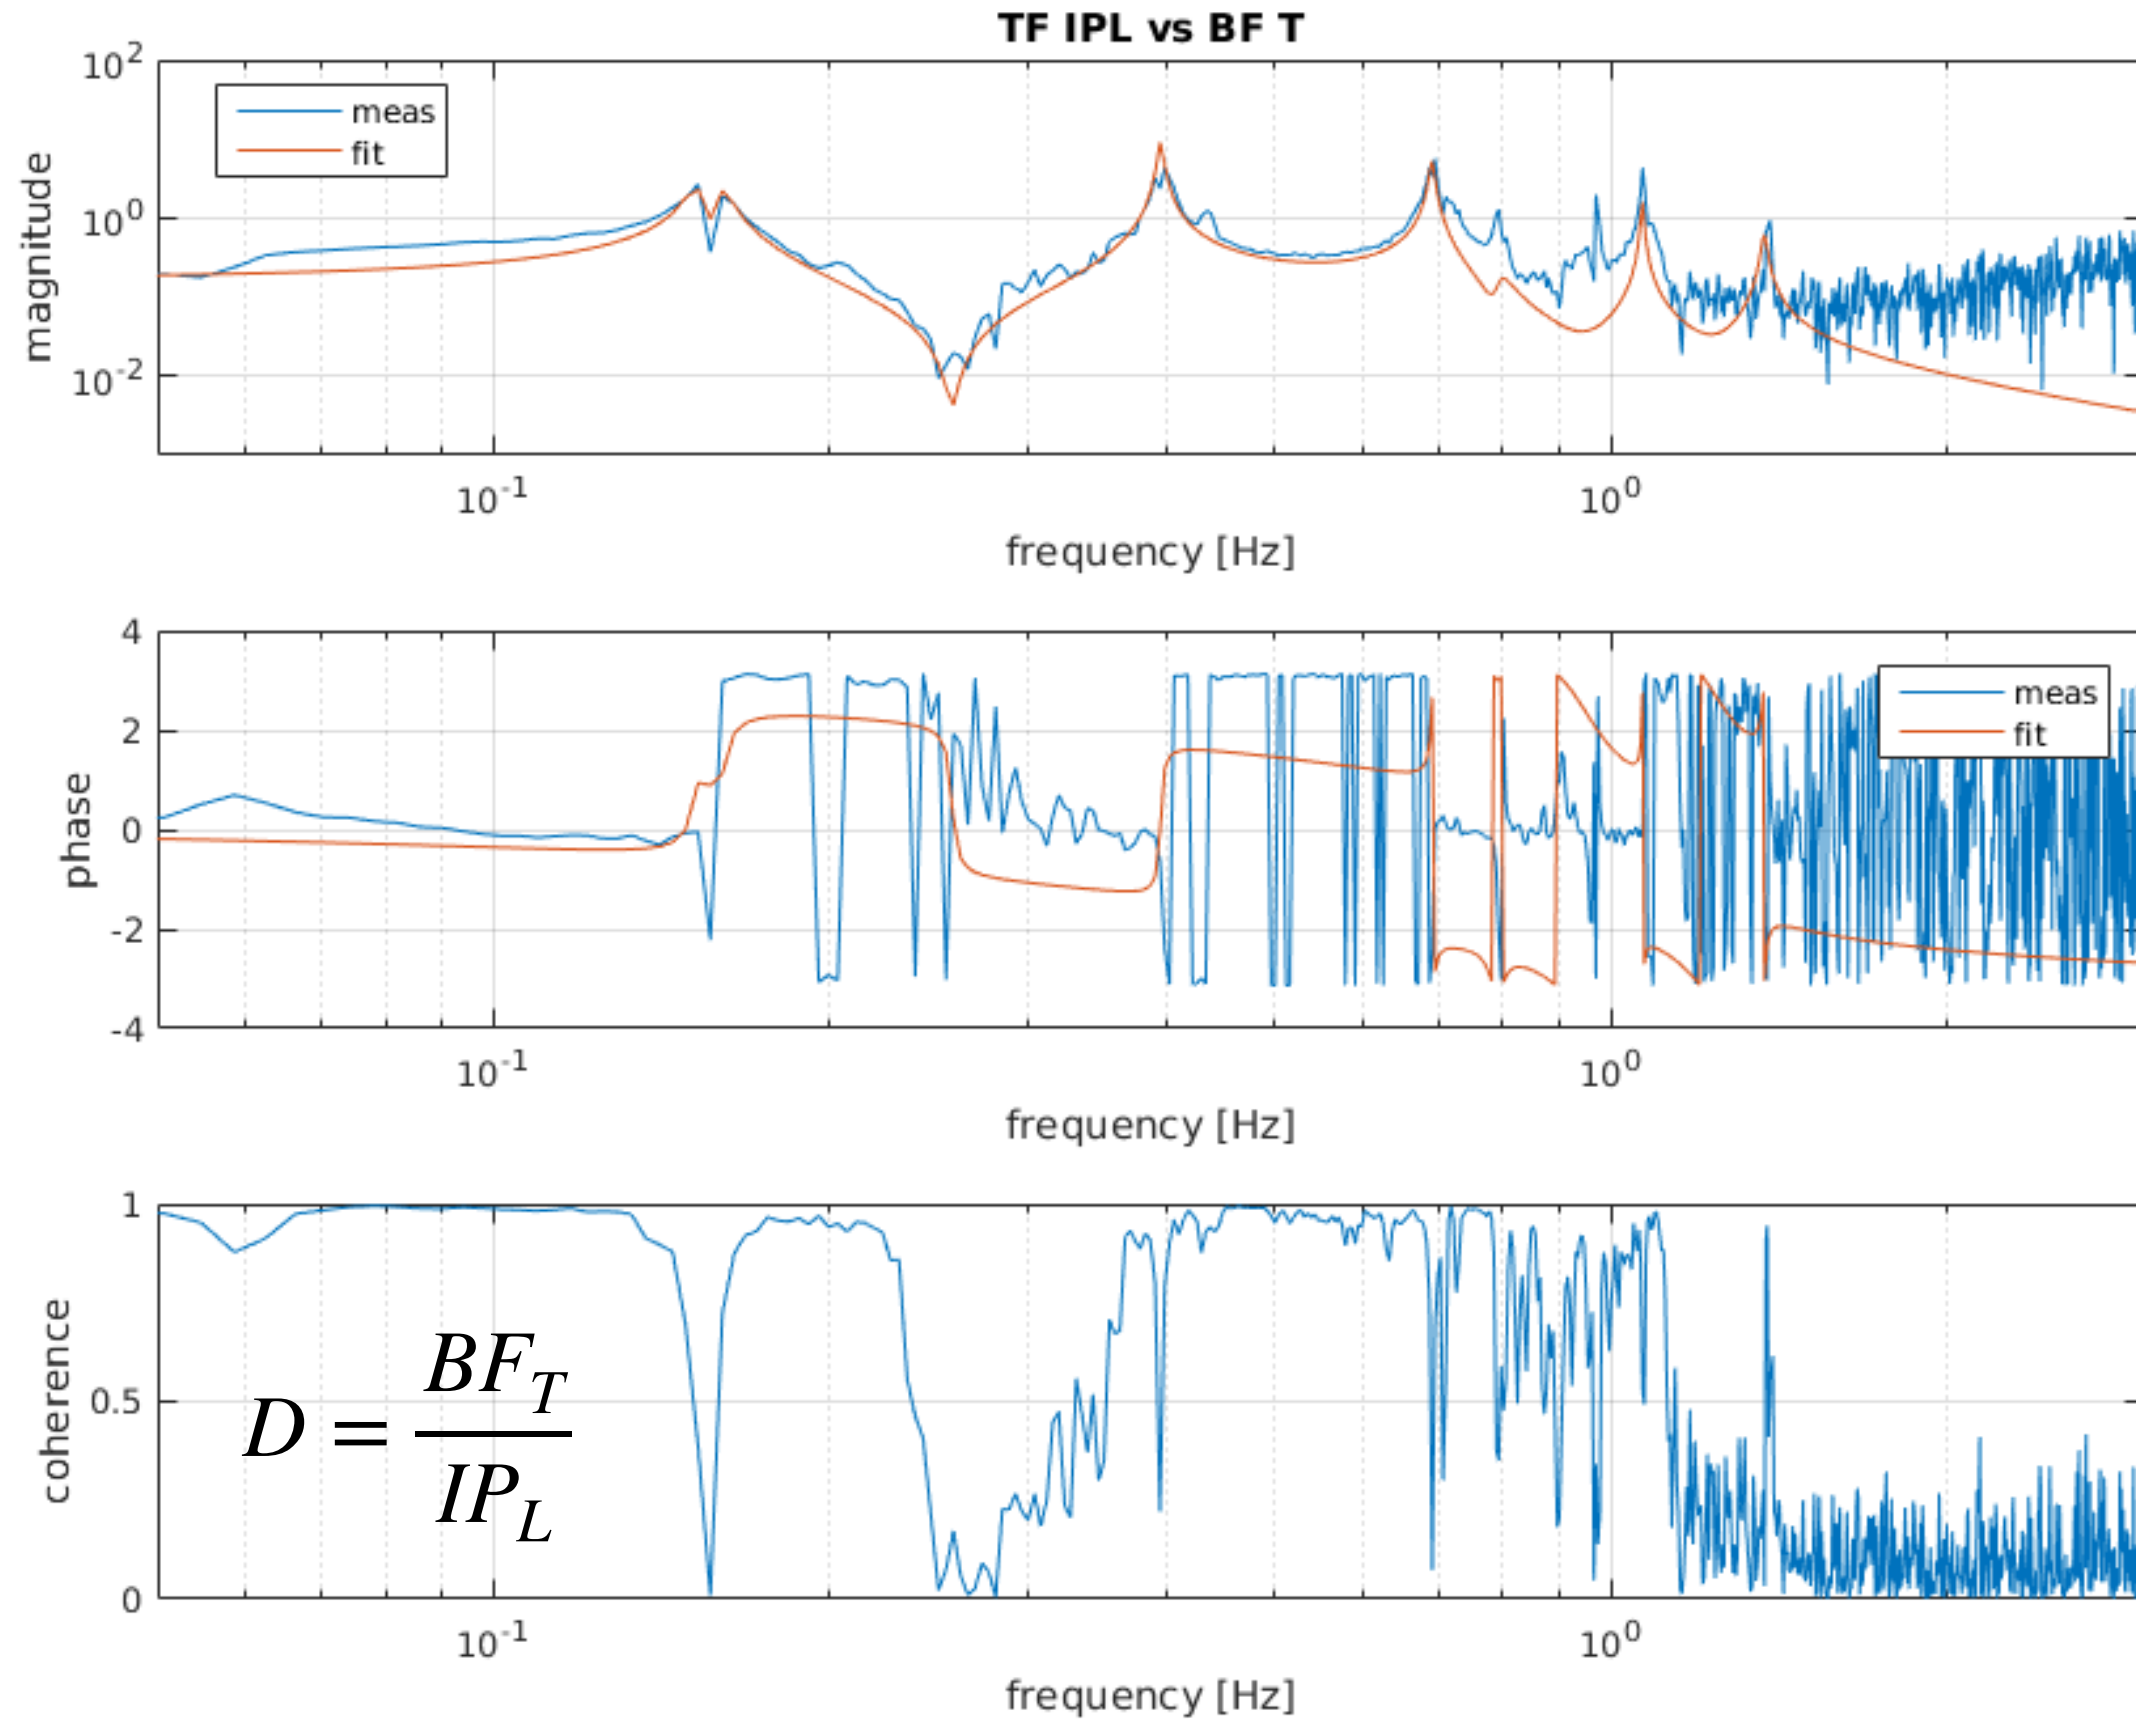 TF IPL vs BF T
10^2
10^0
10^-2
magnitude
meas
fit
10^-1
10^0
frequency [Hz]
4
2
0
-2
-4
phase
meas
fit
10^-1
10^0
frequency [Hz]
1
0.5
0
coherence
D = BF_T / IP_L
10^-1
10^0
frequency [Hz]